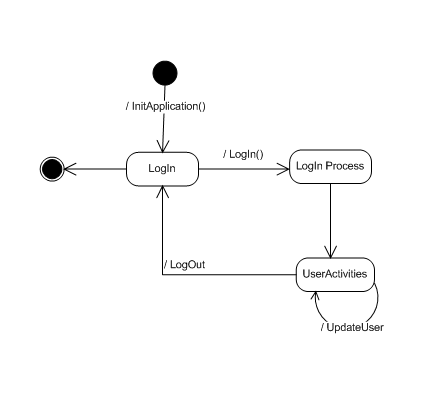 / InitApplication()
/ LogIn()
LogIn
LogIn Process
/ LogOut
UserActivities
/ UpdateUser